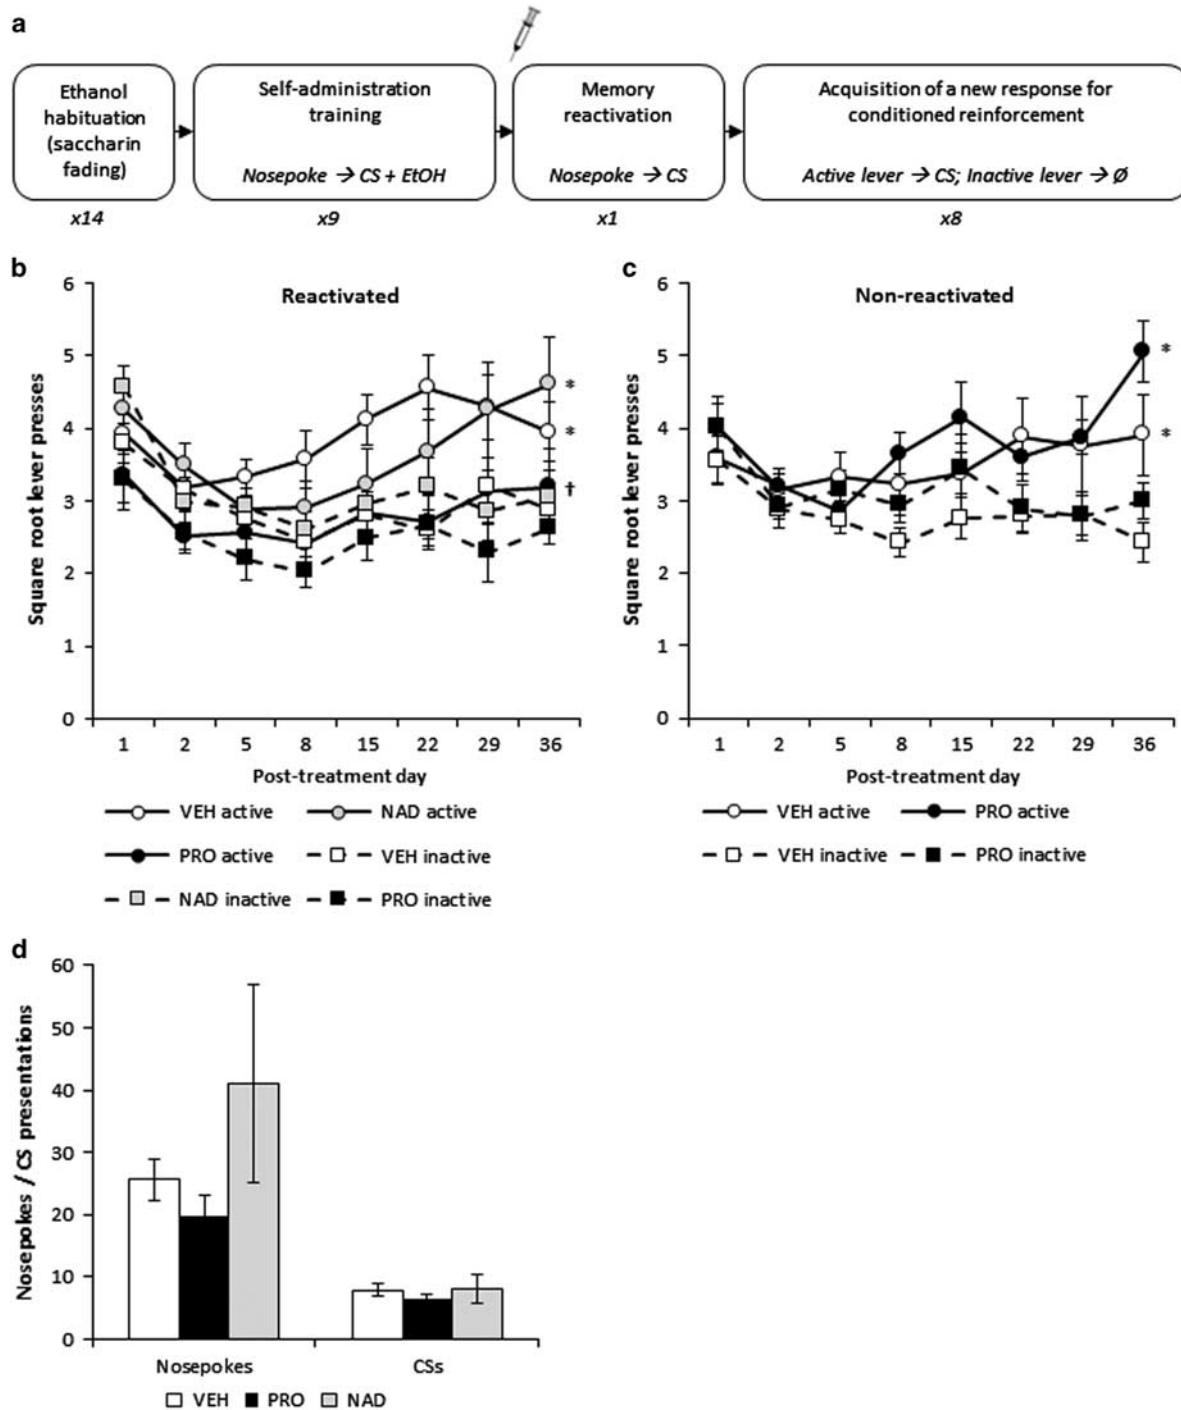 a
Ethanol
habituation
(saccharin
fading)
x14
Self-administration
training
Nosepoke → CS + EtOH
x9
Memory
reactivation
Nosepoke → CS
x1
Acquisition of a new response for
conditioned reinforcement
Active lever → CS; Inactive lever → Ø
x8
b
Reactivated
Square root lever presses
6
5
4
3
2
1
0
*
*
†
1 2 5 8 15 22 29 36
Post-treatment day
VEH active NAD active
PRO active VEH inactive
NAD inactive PRO inactive
c
Non-reactivated
Square root lever presses
6
5
4
3
2
1
0
*
*
1 2 5 8 15 22 29 36
Post-treatment day
VEH active PRO active
VEH inactive PRO inactive
d
Nosepokes / CS presentations
60
50
40
30
20
10
0
Nosepokes CSs
VEH PRO NAD